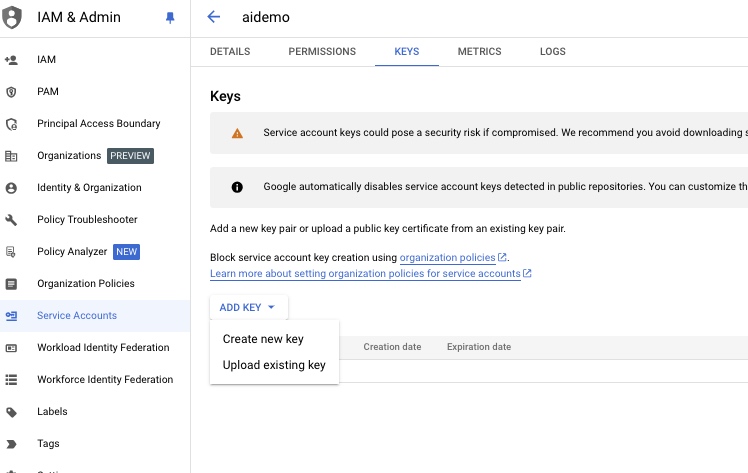 IAM & Admin
aidemo
IAM
PAM
Principal Access Boundary
Organizations PREVIEW
Identity & Organization
Policy Troubleshooter
Policy Analyzer NEW
Organization Policies
Service Accounts
Workload Identity Federation
Workforce Identity Federation
Labels
Tags
DETAILS PERMISSIONS KEYS METRICS LOGS
Keys
Service account keys could pose a security risk if compromised. We recommend you avoid downloading s
Google automatically disables service account keys detected in public repositories. You can customize th
Add a new key pair or upload a public key certificate from an existing key pair.
Block service account key creation using organization policies.
Learn more about setting organization policies for service accounts
ADD KEY
Create new key
Upload existing key
Creation date Expiration date